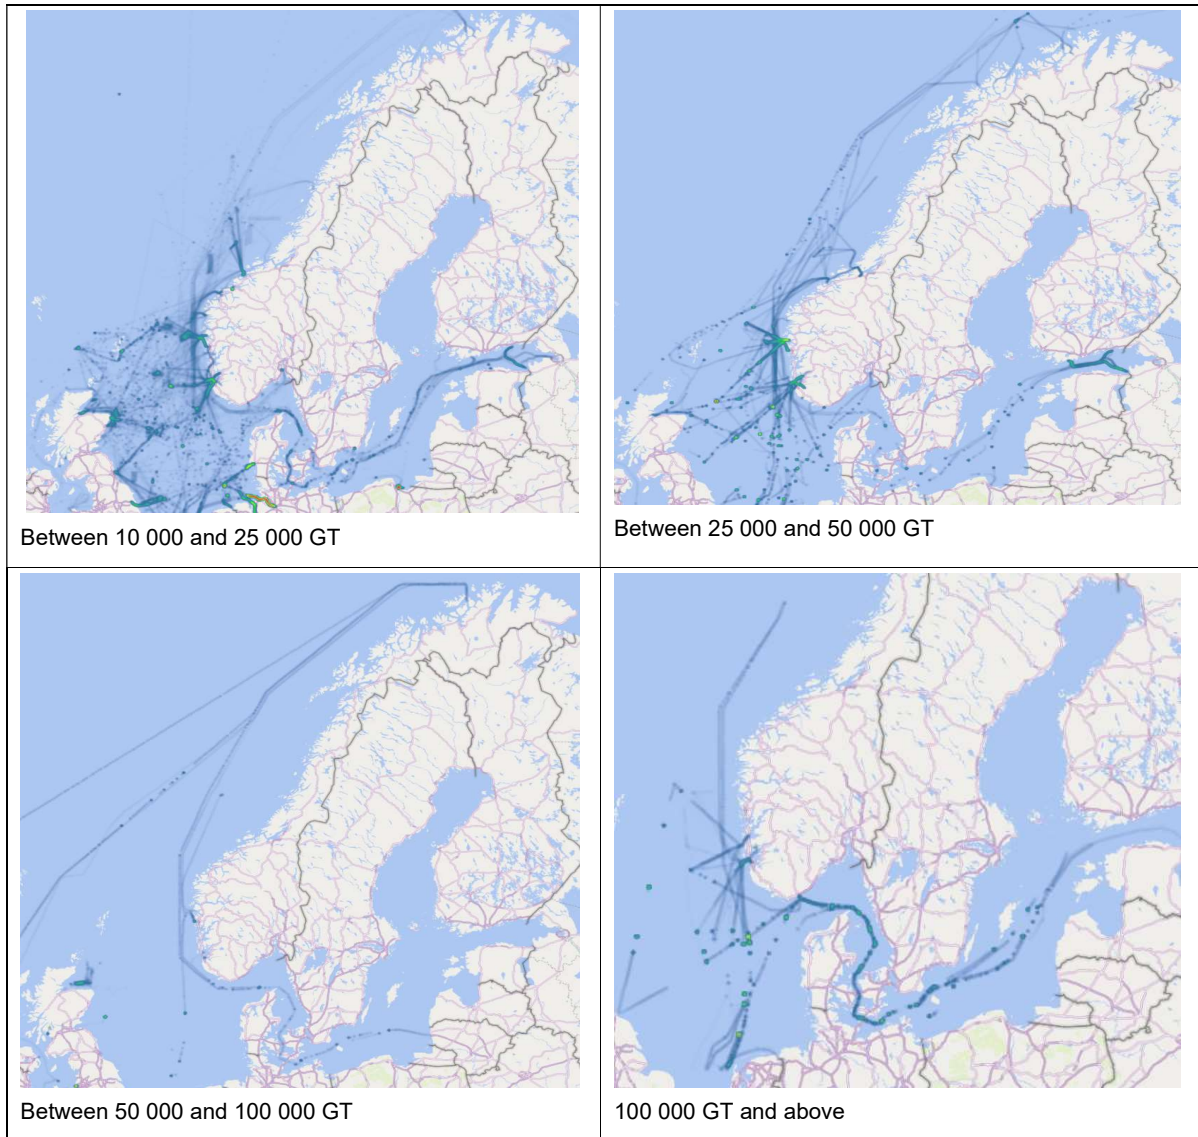 Between 10 000 and 25 000 GT
Between 25 000 and 50 000 GT
Between 50 000 and 100 000 GT
100 000 GT and above